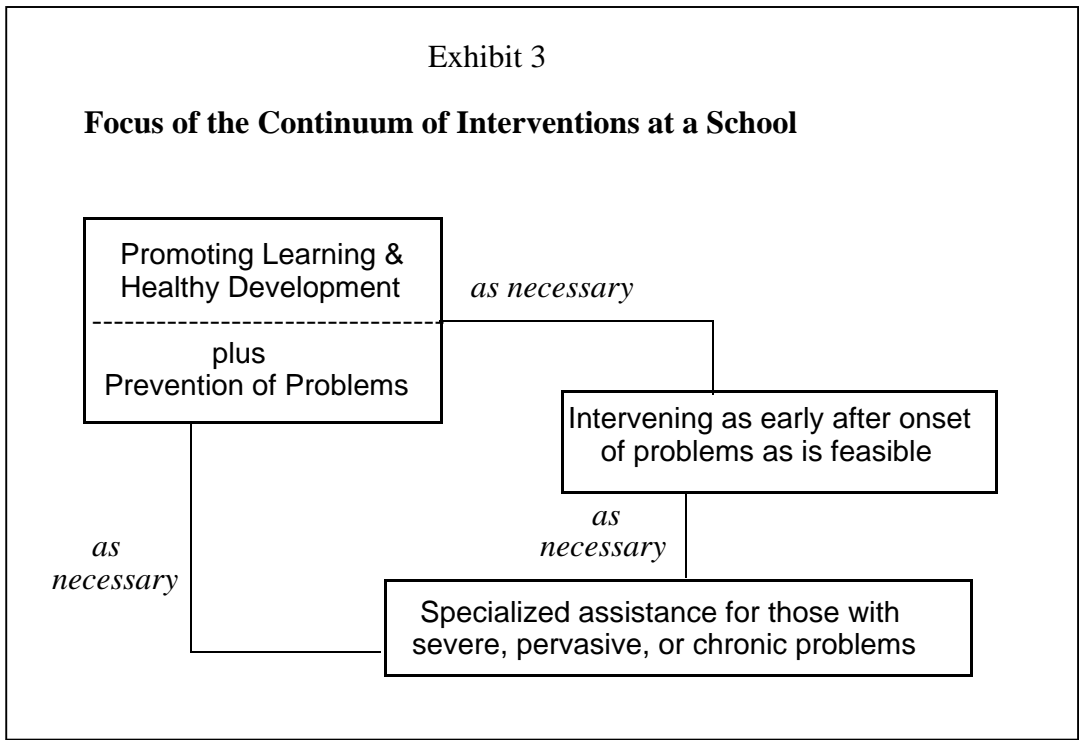 Exhibit 3
Focus of the Continuum of Interventions at a School
Promoting Learning &
Healthy Development
plus
Prevention of Problems
as necessary
Intervening as early after onset
of problems as is feasible
as
necessary
as
necessary
Specialized assistance for those with
severe, pervasive, or chronic problems